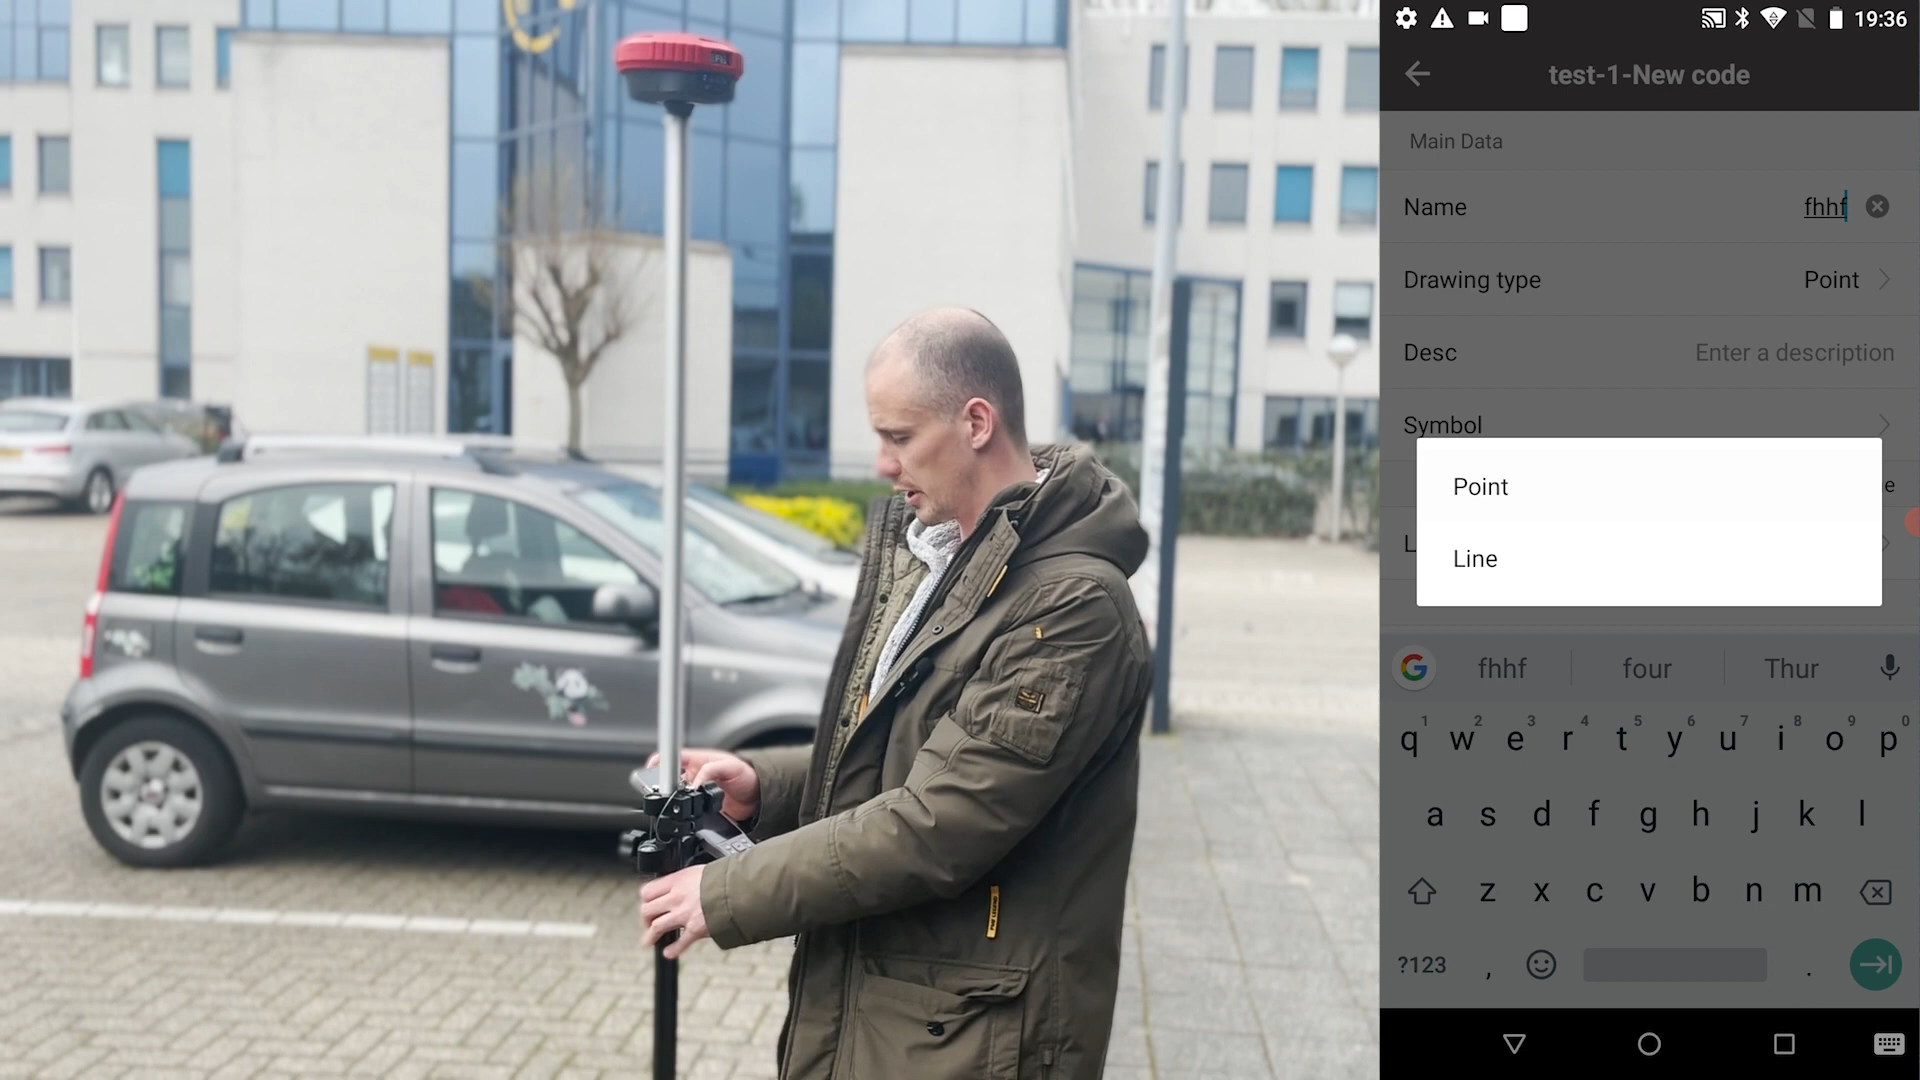 19:36
test-1-New code
Main Data
Name fhhf
Drawing type Point
Desc Enter a description
Symbol
e
Point
Line
L
fhhf four Thur
1 2 3 4 5 6 7 8 9 0
q w e r t y u i o p
a s d f g h j k l
z x c v b n m
?123 , .